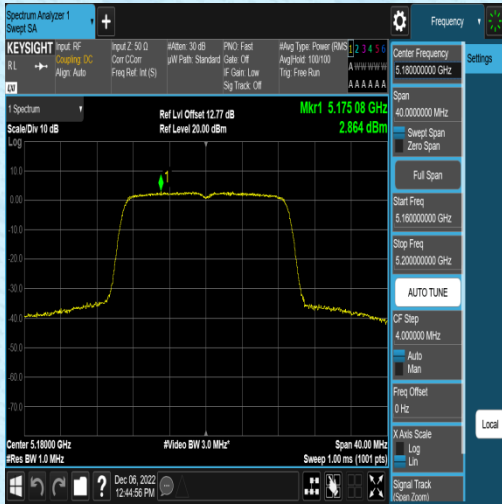 Spectrum Analyzer 1
Swept SA
+
Frequency
KEYSIGHT
Input: RF
Coupling: DC
Align: Auto
Input Z: 50 Ω
Corr CCorr
Freq Ref: Int (S)
#Atten: 30 dB
µW Path: Standard
PNO: Fast
Gate: Off
IF Gain: Low
Sig Track: Off
#Avg Type: Power (RMS
Avg|Hold: 100/100
Trig: Free Run
1 2 3 4 5 6
A W W W W W
A A A A A A
R L
LXI
1 Spectrum
Scale/Div 10 dB
Log
Ref Lvl Offset 12.77 dB
Ref Level 20.00 dBm
Mkr1 5.175 08 GHz
2.864 dBm
1
10.0
0.00
-10.0
-20.0
-30.0
-40.0
-50.0
-60.0
-70.0
Center 5.18000 GHz
#Res BW 1.0 MHz
#Video BW 3.0 MHz*
Span 40.00 MHz
Sweep 1.00 ms (1001 pts)
Dec 06, 2022
12:44:56 PM
?
Center Frequency
5.180000000 GHz
Span
40.0000000 MHz
Swept Span
Zero Span
Full Span
Start Freq
5.160000000 GHz
Stop Freq
5.200000000 GHz
AUTO TUNE
CF Step
4.000000 MHz
Auto
Man
Freq Offset
0 Hz
X Axis Scale
Log
Lin
Signal Track
(Span Zoom)
Settings
Local